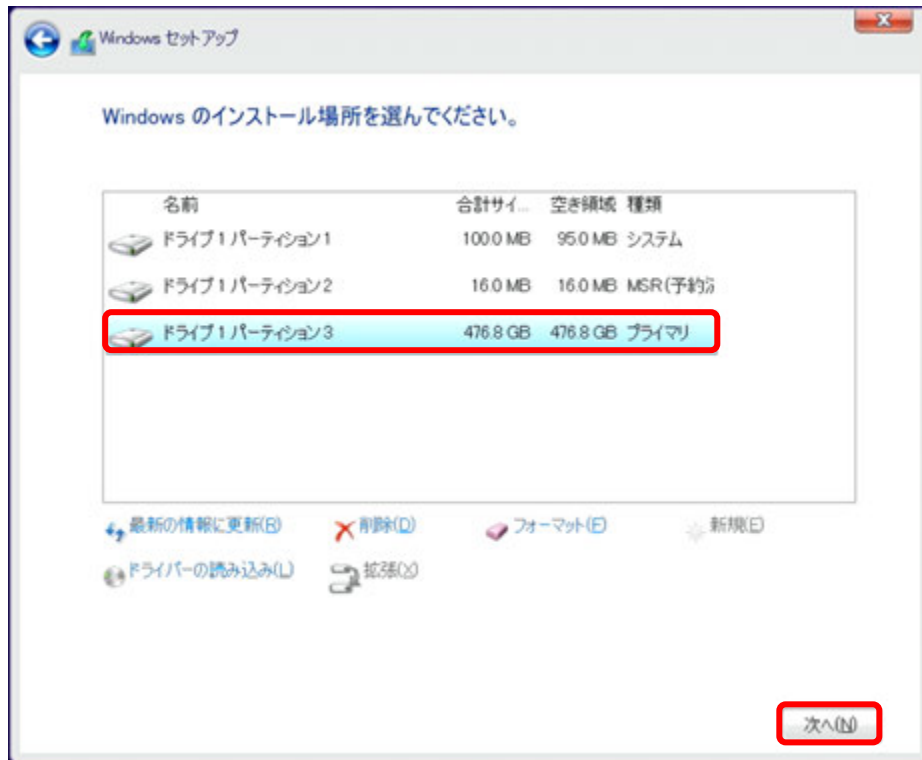 Windows セットアップ
Windows のインストール場所を選んでください。
名前 合計サイ... 空き領域 種類
ドライブ 1 パーティション 1 100.0 MB 95.0 MB システム
ドライブ 1 パーティション 2 16.0 MB 16.0 MB MSR (予約済
ドライブ 1 パーティション 3 476.8 GB 476.8 GB プライマリ
最新の情報に更新(R) 削除(D) フォーマット(F) 新規(E)
ドライバーの読み込み(L) 拡張(X)
次へ(N)